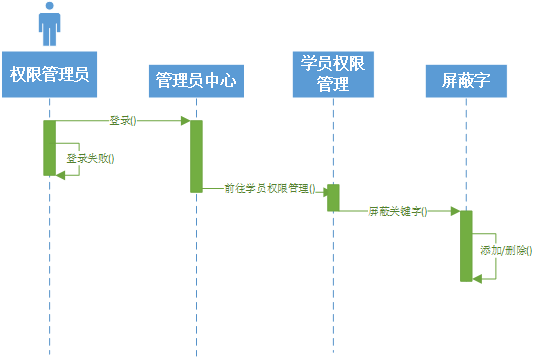 权限管理员
管理员中心
学员权限
管理
屏蔽字
登录()
登录失败()
前往学员权限管理()
屏蔽关键字()
添加/删除()